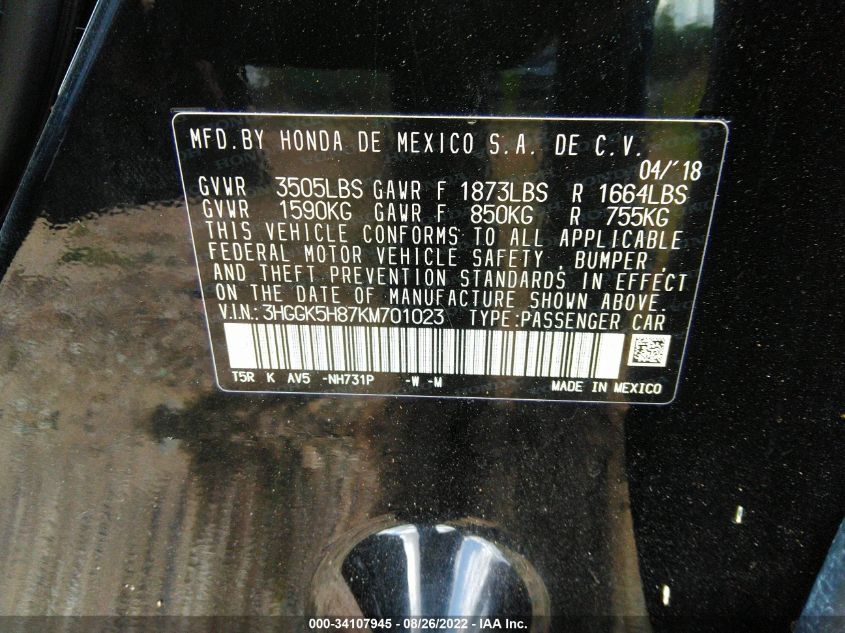 MFD.BY HONDA DE MEXICO S.A. DE C.V.
04/'18
GVWR 3505LBS GAWR F 1873LBS R 1664LBS
GVWR 1590KG GAWR F 850KG R 755KG
THIS VEHICLE CONFORMS TO ALL APPLICABLE
FEDERAL MOTOR VEHICLE SAFETY, BUMPER,
AND THEFT PREVENTION STANDARDS IN EFFECT
ON THE DATE OF MANUFACTURE SHOWN ABOVE.
V.I.N.:3HGGK5H87KM701023 TYPE:PASSENGER CAR
T5R K AV5 -NH731P -W -M MADE IN MEXICO
000-34107945 - 08/26/2022 - IAA Inc.